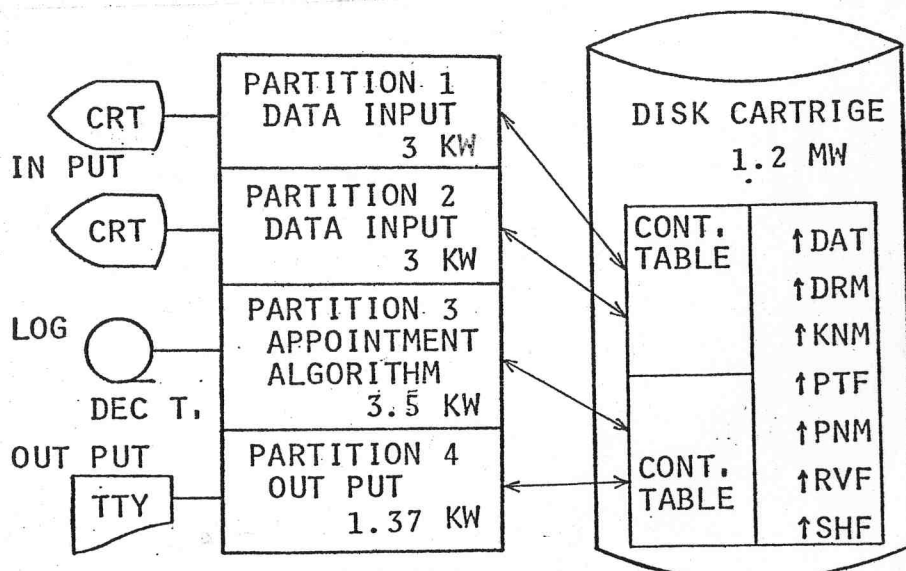 CRT
IN PUT
CRT
LOG
DEC T.
OUT PUT
TTY
PARTITION 1
DATA INPUT
3 KW
PARTITION 2
DATA INPUT
3 KW
PARTITION 3
APPOINTMENT
ALGORITHM
3.5 KW
PARTITION 4
OUT PUT
1.37 KW
DISK CARTRIGE
1.2 MW
CONT.
TABLE
CONT.
TABLE
↑DAT
↑DRM
↑KNM
↑PTF
↑PNM
↑RVF
↑SHF